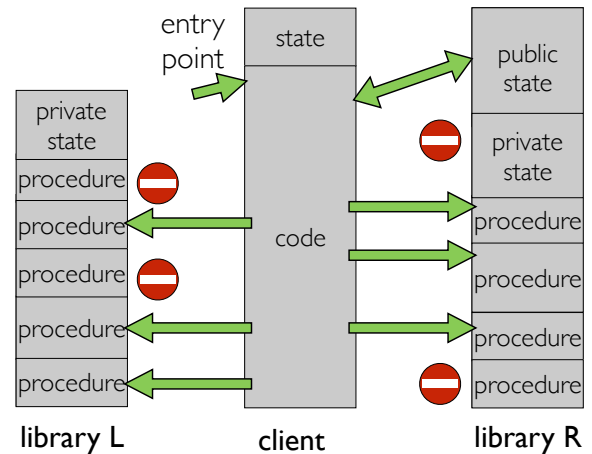 entry
point
state
code
client
private
state
procedure
procedure
procedure
procedure
procedure
library L
public
state
private
state
procedure
procedure
procedure
procedure
library R